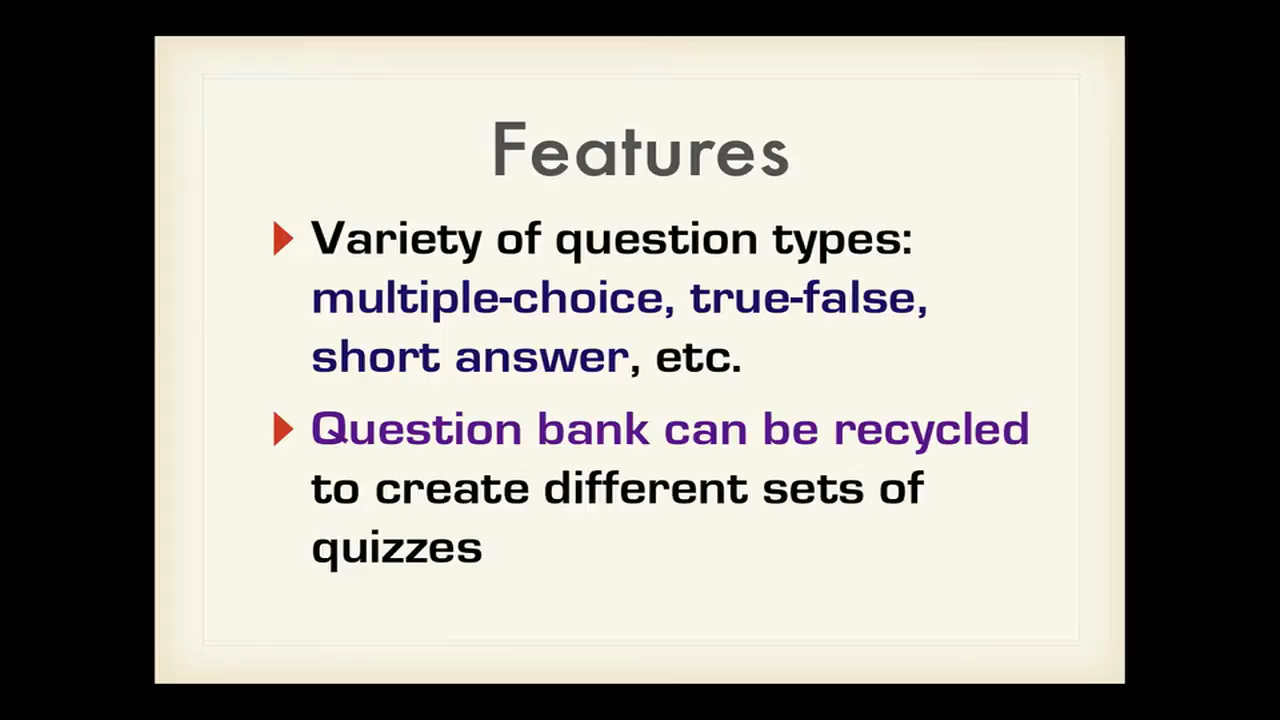 Features
Variety of question types:
multiple-choice, true-false,
short answer, etc.
Question bank can be recycled
to create different sets of
quizzes